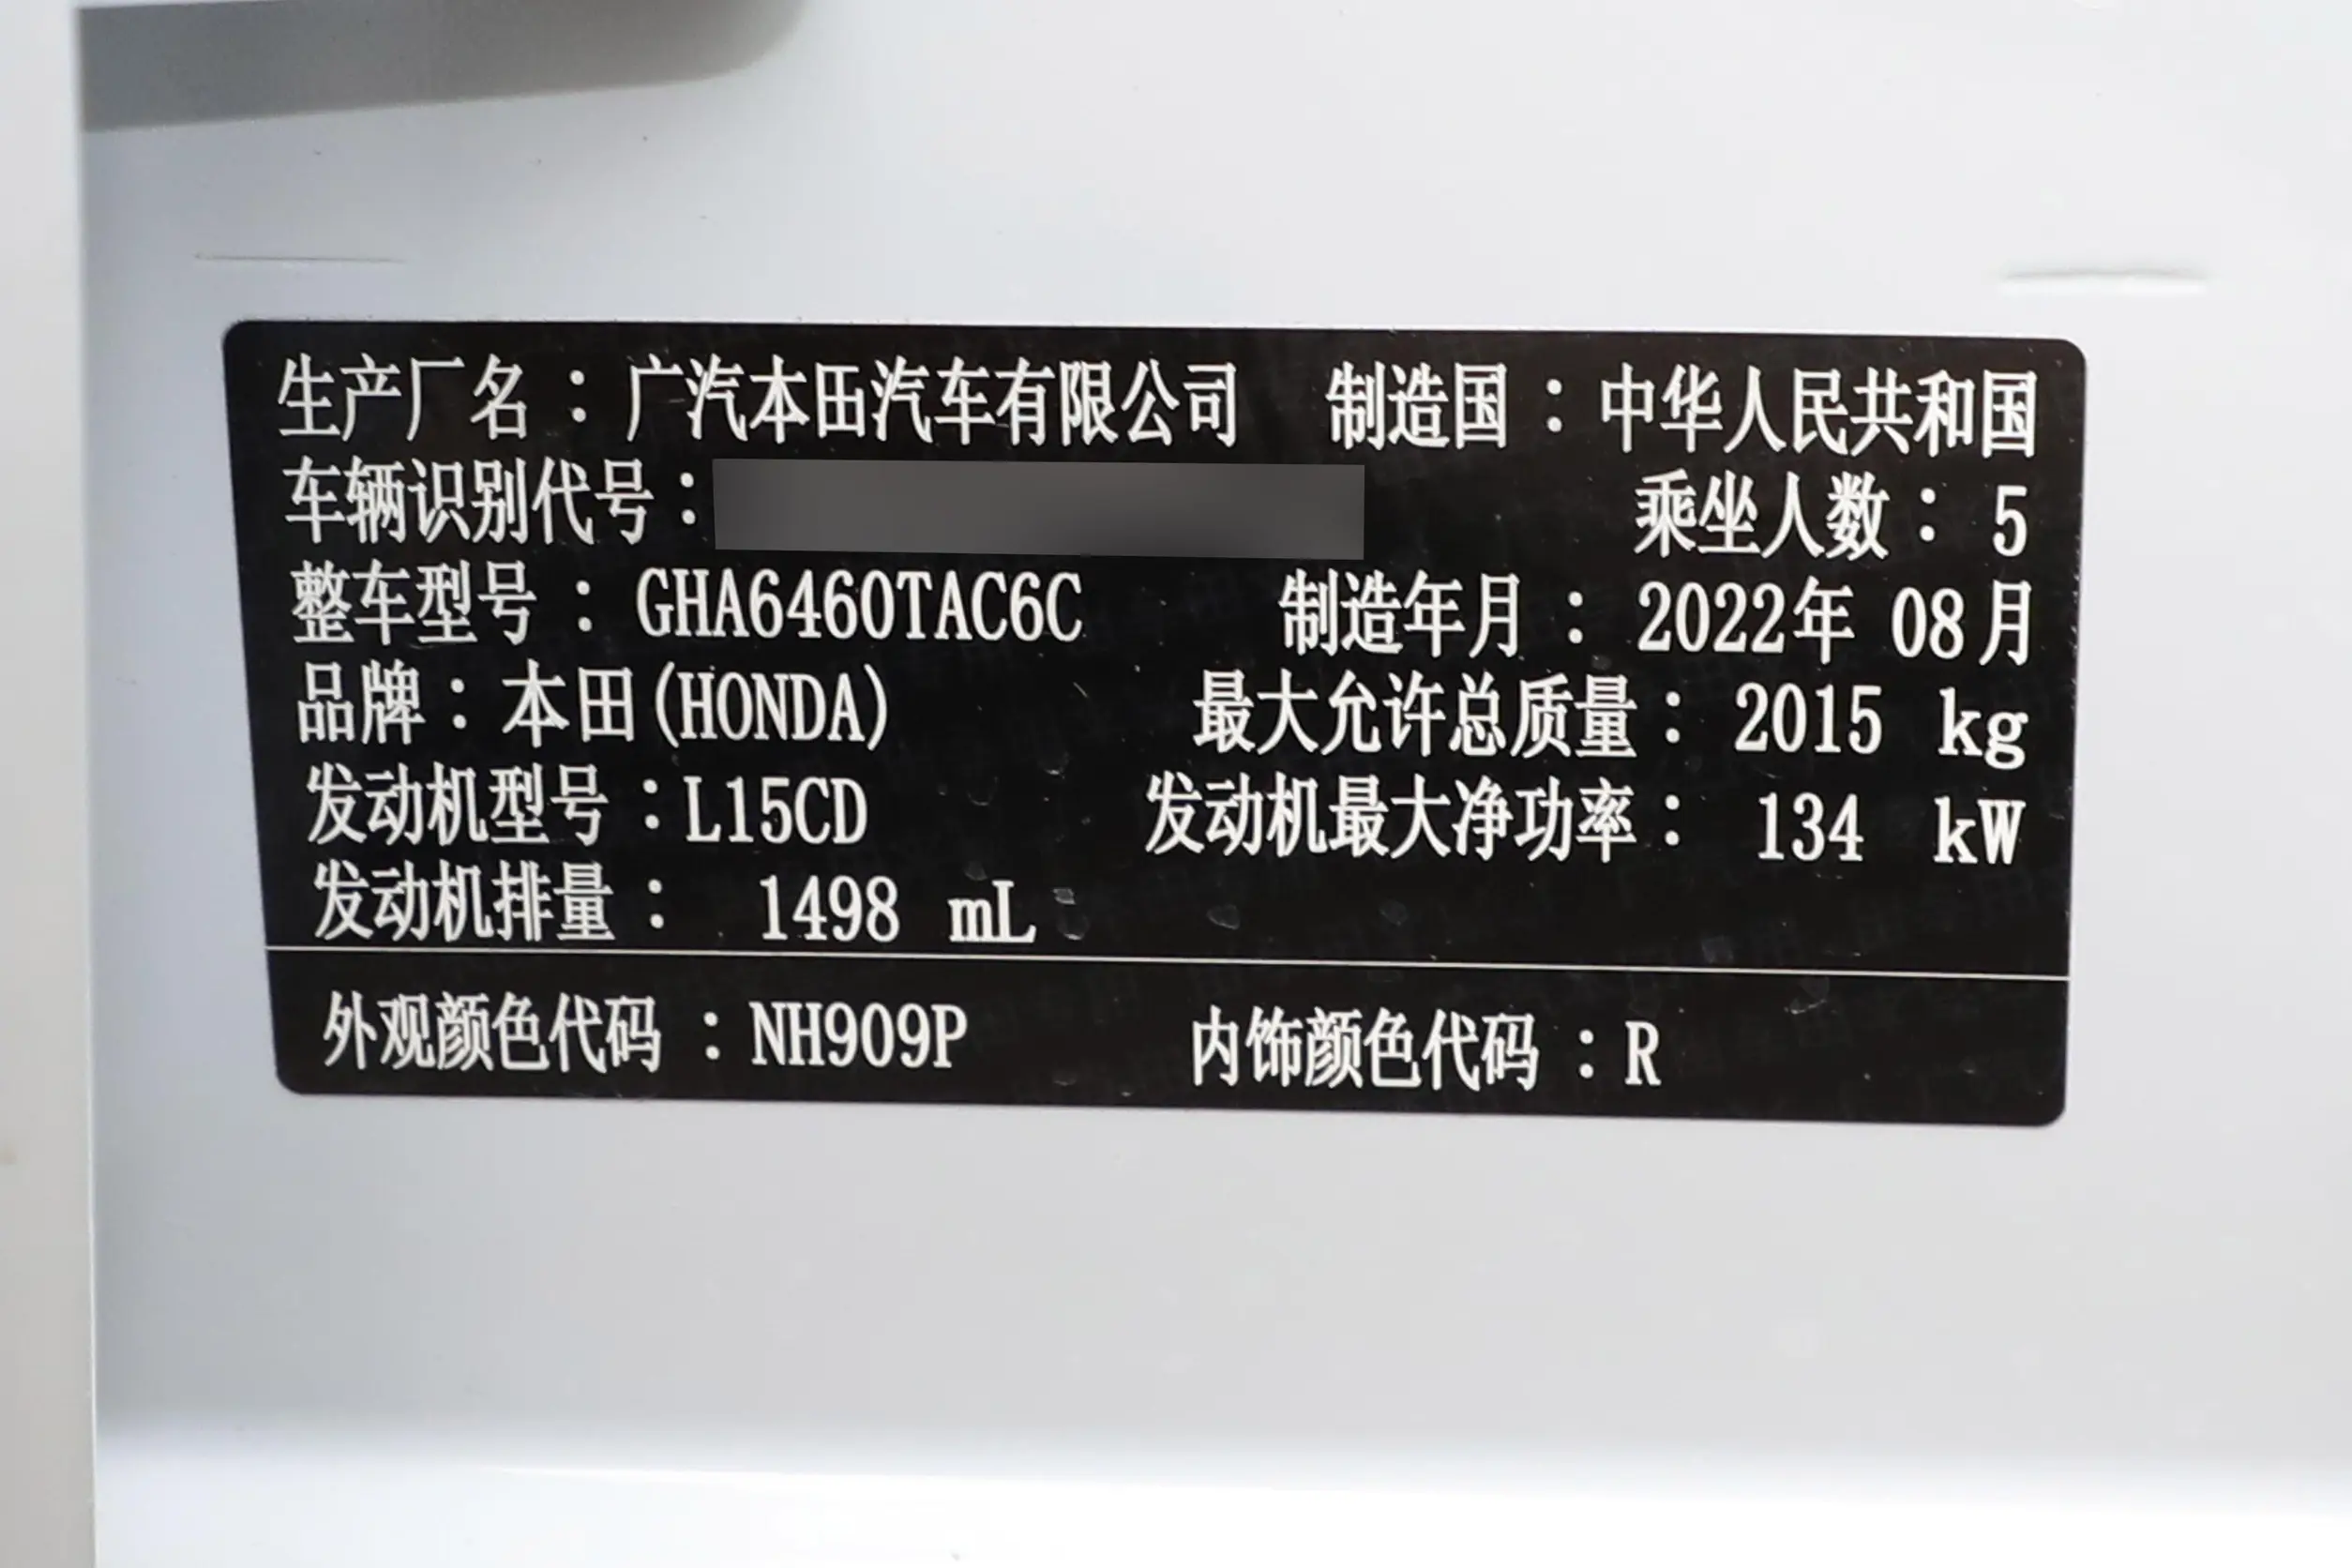 生产厂名：广汽本田汽车有限公司 制造国：中华人民共和国
车辆识别代号： 乘坐人数：5
整车型号：GHA6460TAC6C 制造年月：2022年 08月
品牌：本田(HONDA) 最大允许总质量：2015 kg
发动机型号：L15CD 发动机最大净功率：134 kW
发动机排量：1498 mL
外观颜色代码：NH909P 内饰颜色代码：R